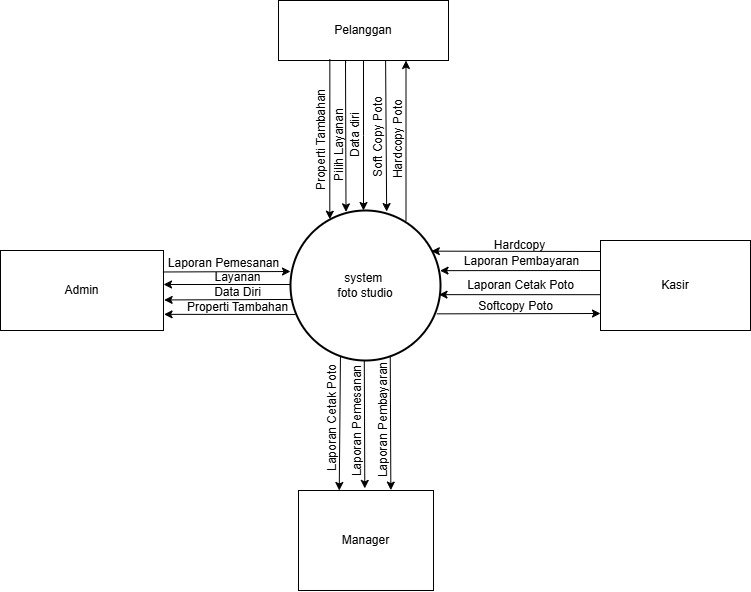 Pelanggan
Properti Tambahan
Pilih Layanan
Data diri
Soft Copy Poto
Hardcopy Poto
Hardcopy
Laporan Pembayaran
Laporan Cetak Poto
Softcopy Poto
Kasir
system
foto studio
Laporan Pemesanan
Layanan
Data Diri
Properti Tambahan
Admin
Laporan Cetak Poto
Laporan Pemesanan
Laporan Pembayaran
Manager